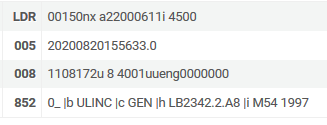 LDR 00150nx a22000611i 4500
005 20200820155633.0
008 1108172u 8 4001uueng0000000
852 0_ |b ULINC |c GEN |h LB2342.2.A8 |i M54 1997